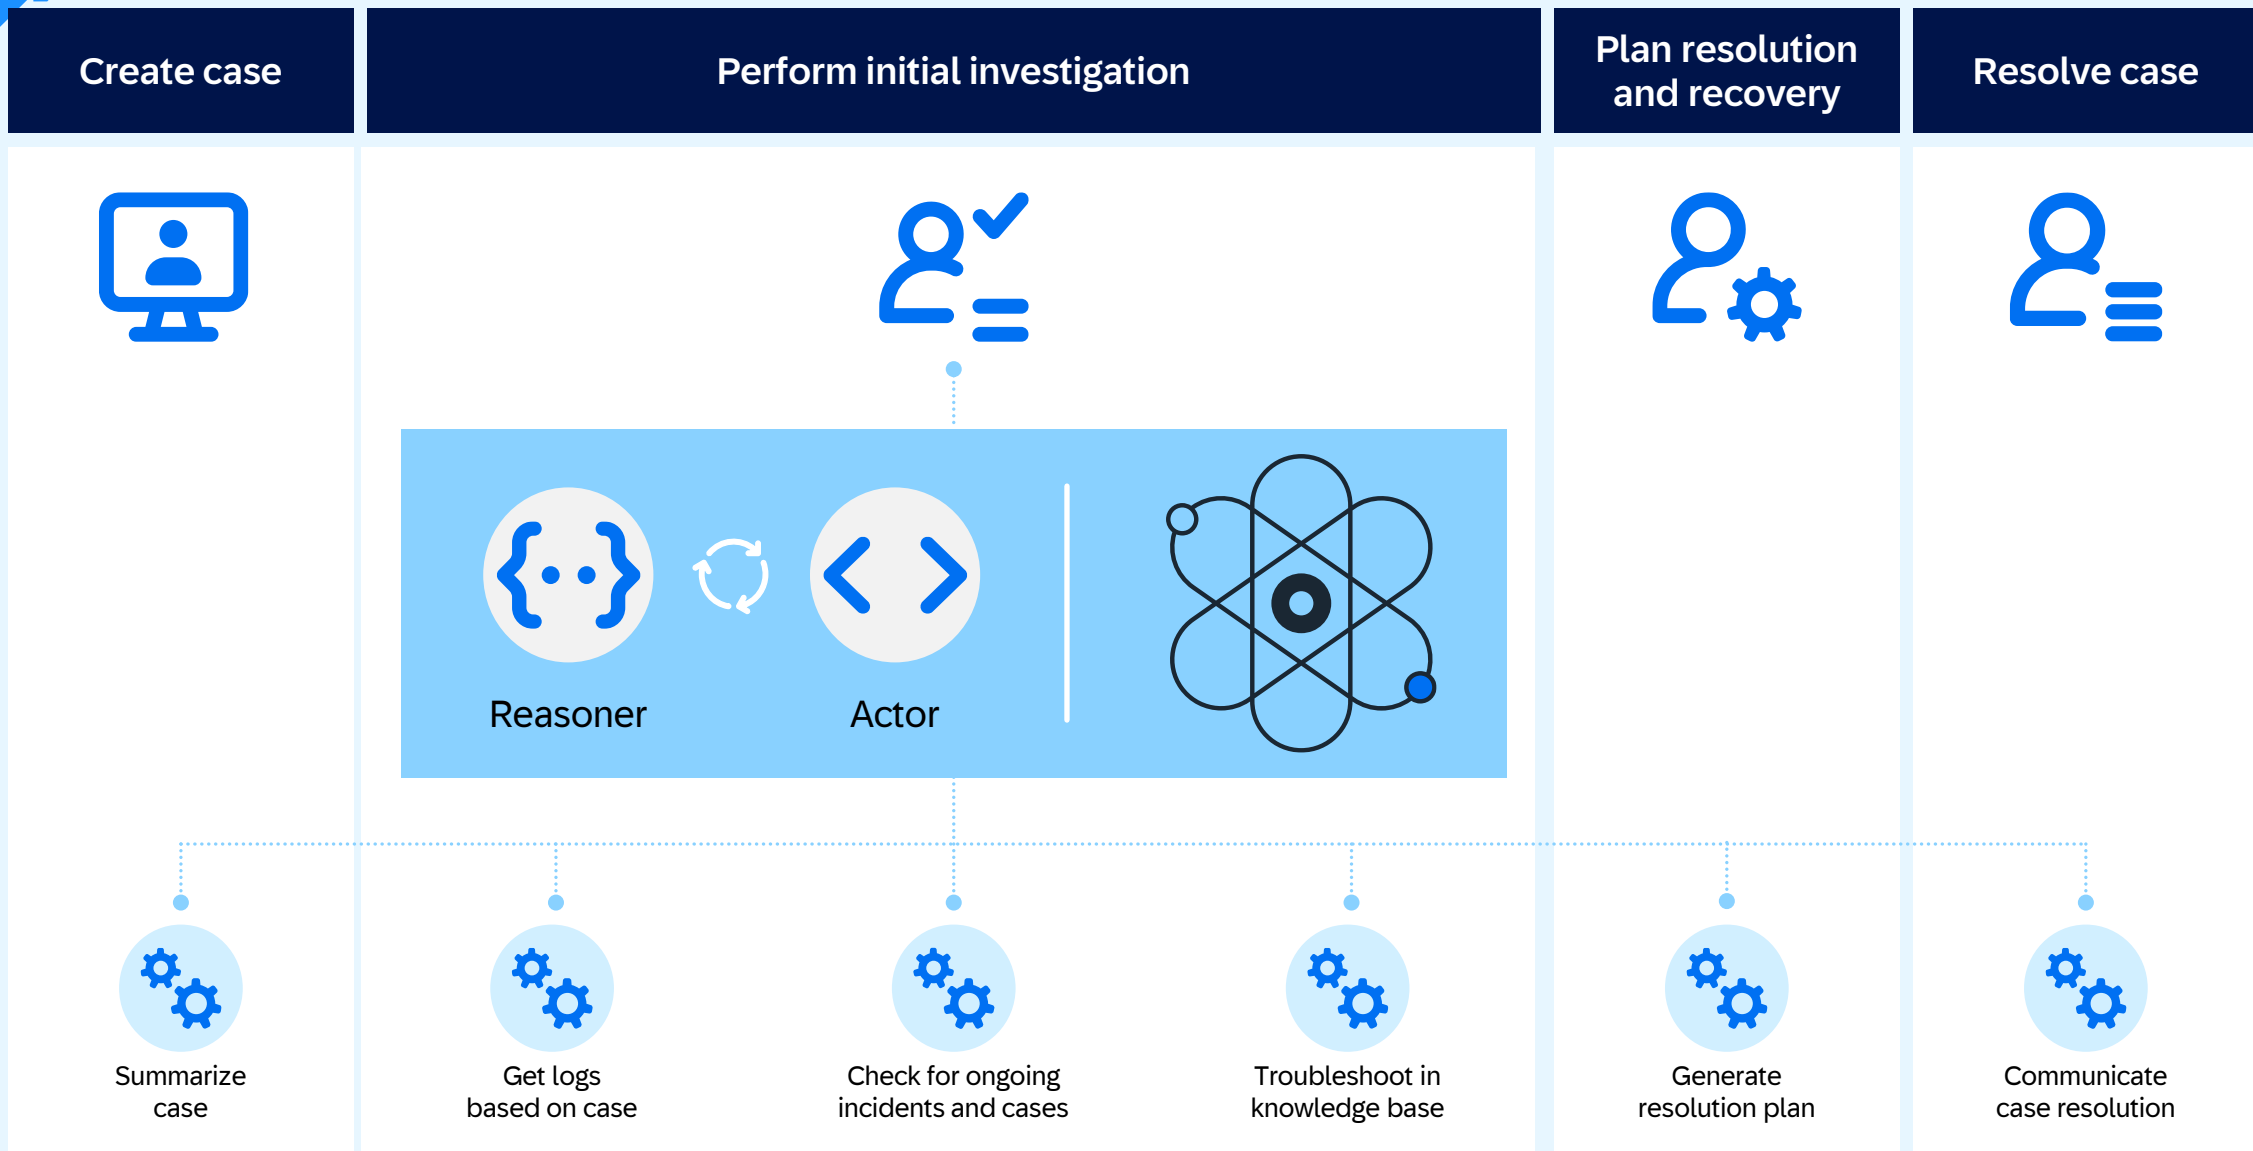 Create case
Perform initial investigation
Plan resolution
and recovery
Resolve case
Reasoner
Actor
Summarize
case
Get logs
based on case
Check for ongoing
incidents and cases
Troubleshoot in
knowledge base
Generate
resolution plan
Communicate
case resolution